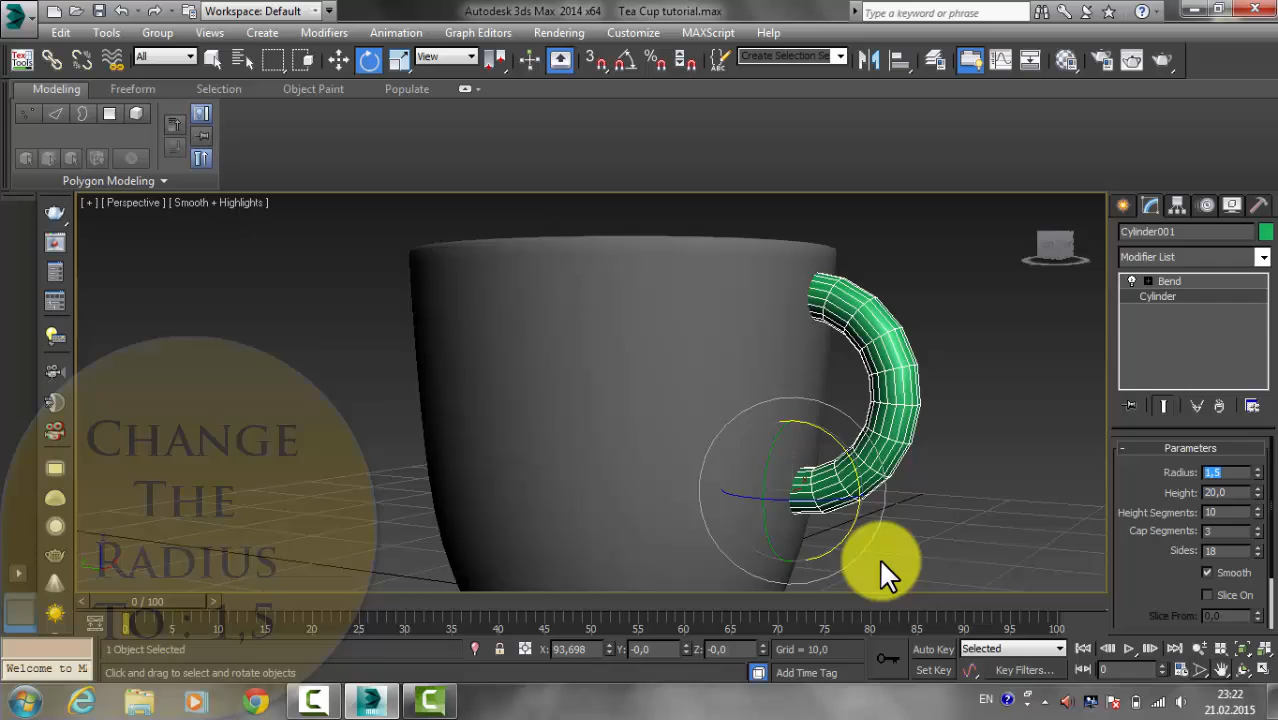 Workspace: Default
Autodesk 3ds Max 2014 x64 Tea Cup tutorial.max
Type a keyword or phrase
Edit Tools Group Views Create Modifiers Animation Graph Editors Rendering Customize MAXScript Help
All
View
3
Create Selection Se
Modeling Freeform Selection Object Paint Populate
Polygon Modeling
[ + ] [ Perspective ] [ Smooth + Highlights ]
Cylinder001
Modifier List
Bend
Cylinder
Change
The
Radius
To : 1,5
Parameters
Radius: 1,5
Height: 20,0
Height Segments: 10
Cap Segments: 3
Sides: 18
Smooth
Slice On
Slice From: 0,0
0 / 100
0 5 10 15 20 25 30 35 40 45 50 55 60 65 70 75 80 85 90 95 100
1 Object Selected
X: 93,698 Y: -0,0 Z: -0,0 Grid = 10,0
Auto Key Selected
Welcome to M
Click and drag to select and rotate objects
Add Time Tag
Set Key Key Filters...
0
EN
23:22
21.02.2015